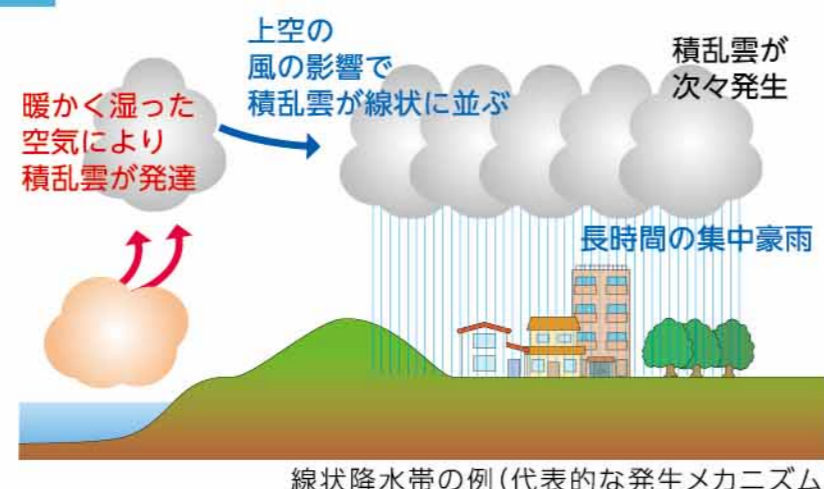 暖かく湿った
空気により
積乱雲が発達
上空の
風の影響で
積乱雲が線状に並ぶ
積乱雲が
次々発生
長時間の集中豪雨
線状降水帯の例(代表的な発生メカニズム